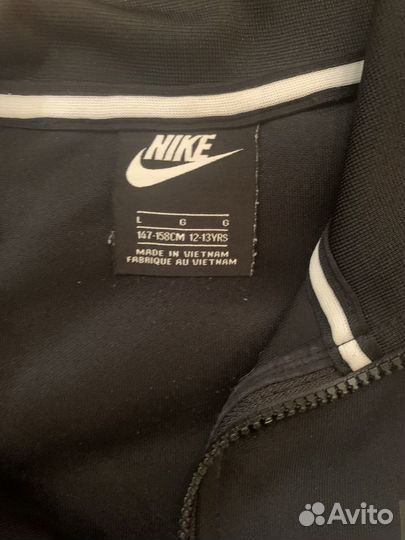 NIKE
L G G
147-158CM 12-13YRS
MADE IN VIETNAM
FABRIQUE AU VIETNAM
Avito